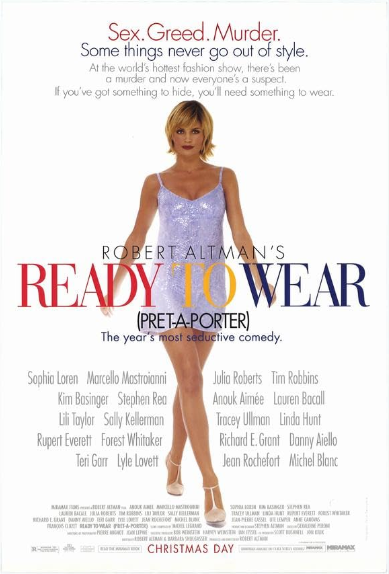 Sex. Greed. Murder.
Some things never go out of style.
At the world's hottest fashion show, there's been
a murder and now everyone's a suspect.
If you've got something to hide, you'll need something to wear.
ROBERT ALTMAN'S
READY TO WEAR
(PRET-A-PORTER)
The year's most seductive comedy.
Sophia Loren Marcello Mastroianni Julia Roberts Tim Robbins
Kim Basinger Stephen Rea Anouk Aimée Lauren Bacall
Lili Taylor Sally Kellerman Tracey Ullman Linda Hunt
Rupert Everett Forest Whitaker Richard E. Grant Danny Aiello
Teri Garr Lyle Lovett Jean Rochefort Michel Blanc
CHRISTMAS DAY